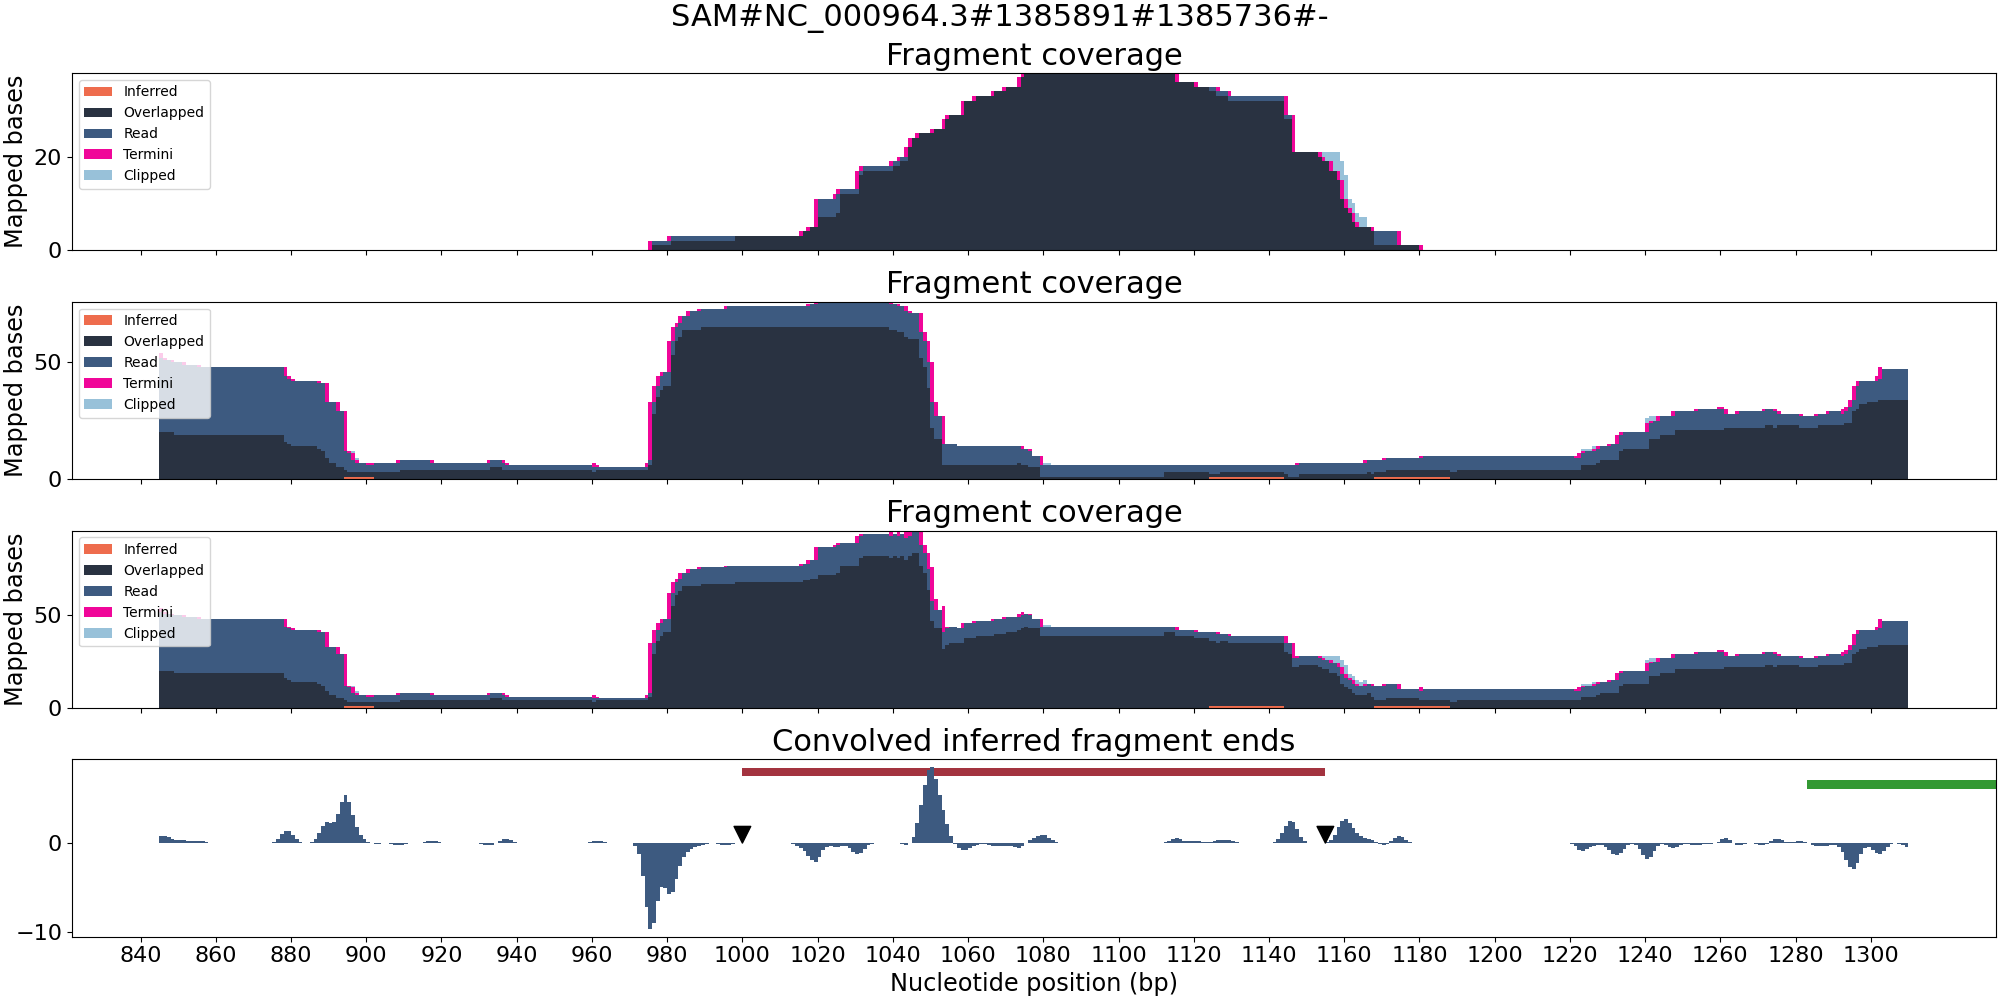 SAM#NC_000964.3#1385891#1385736#-
Fragment coverage
Mapped bases
20
0
Inferred
Overlapped
Read
Termini
Clipped
Fragment coverage
Mapped bases
50
0
Inferred
Overlapped
Read
Termini
Clipped
Fragment coverage
Mapped bases
50
0
Inferred
Overlapped
Read
Termini
Clipped
Convolved inferred fragment ends
0
−10
840 860 880 900 920 940 960 980 1000 1020 1040 1060 1080 1100 1120 1140 1160 1180 1200 1220 1240 1260 1280 1300
Nucleotide position (bp)